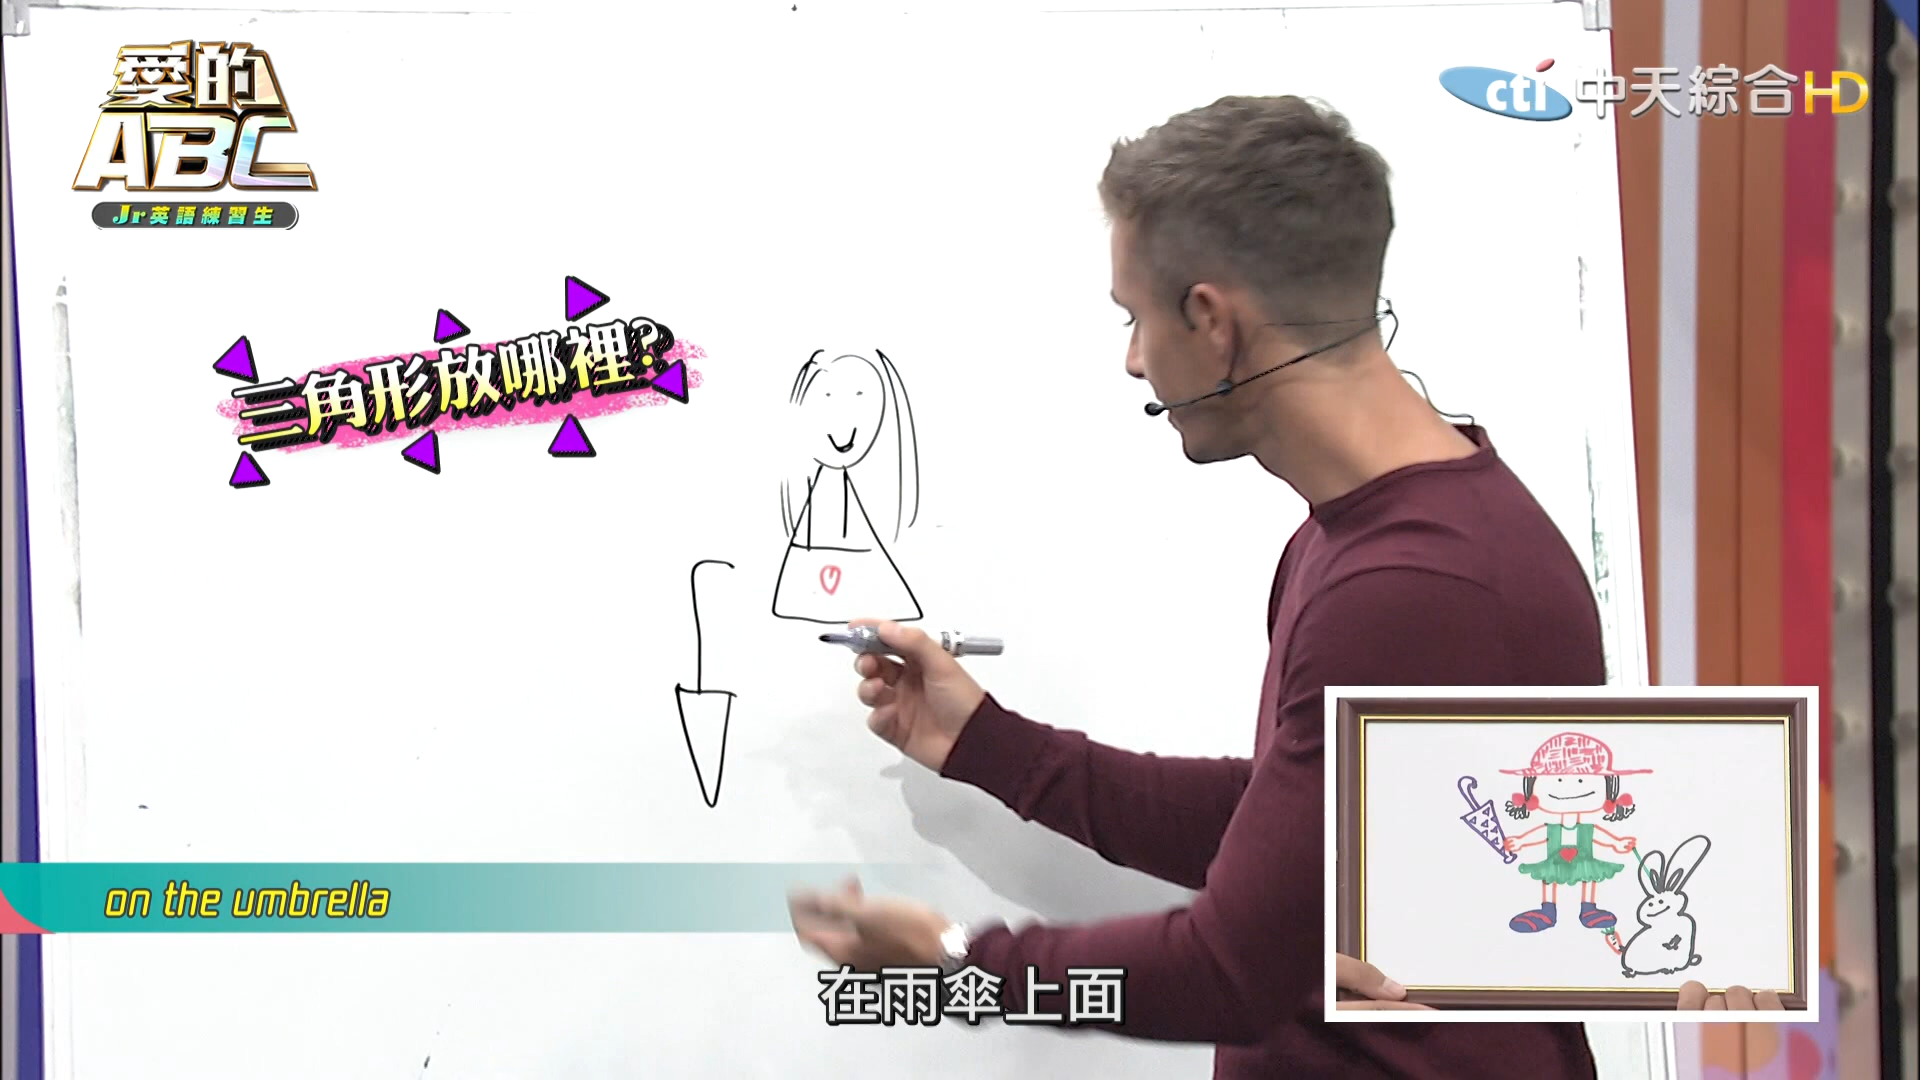 愛的
ABC
Jr英語練習生
cti 中天綜合HD
三角形放哪裡?
on the umbrella
在雨傘上面